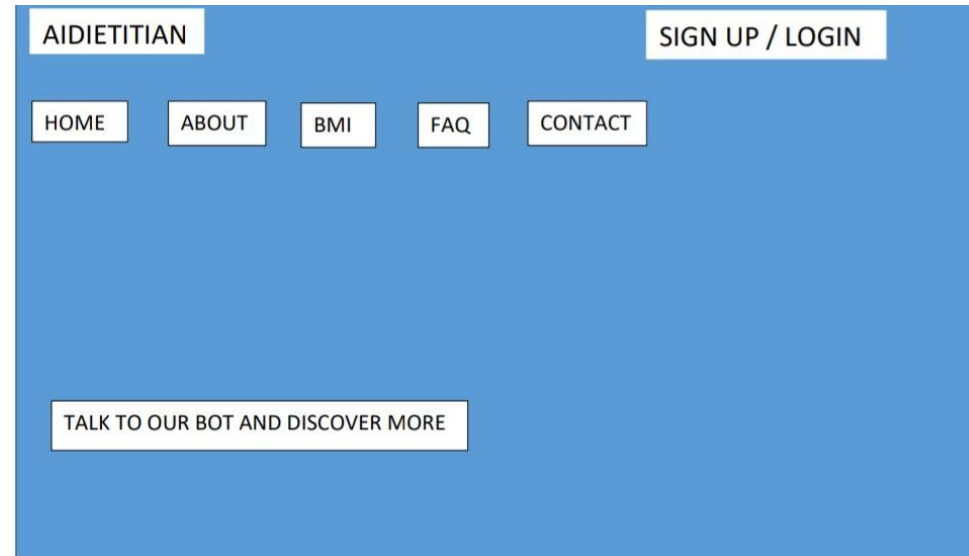 AIDIETITIAN
SIGN UP / LOGIN
HOME
ABOUT
BMI
FAQ
CONTACT
TALK TO OUR BOT AND DISCOVER MORE